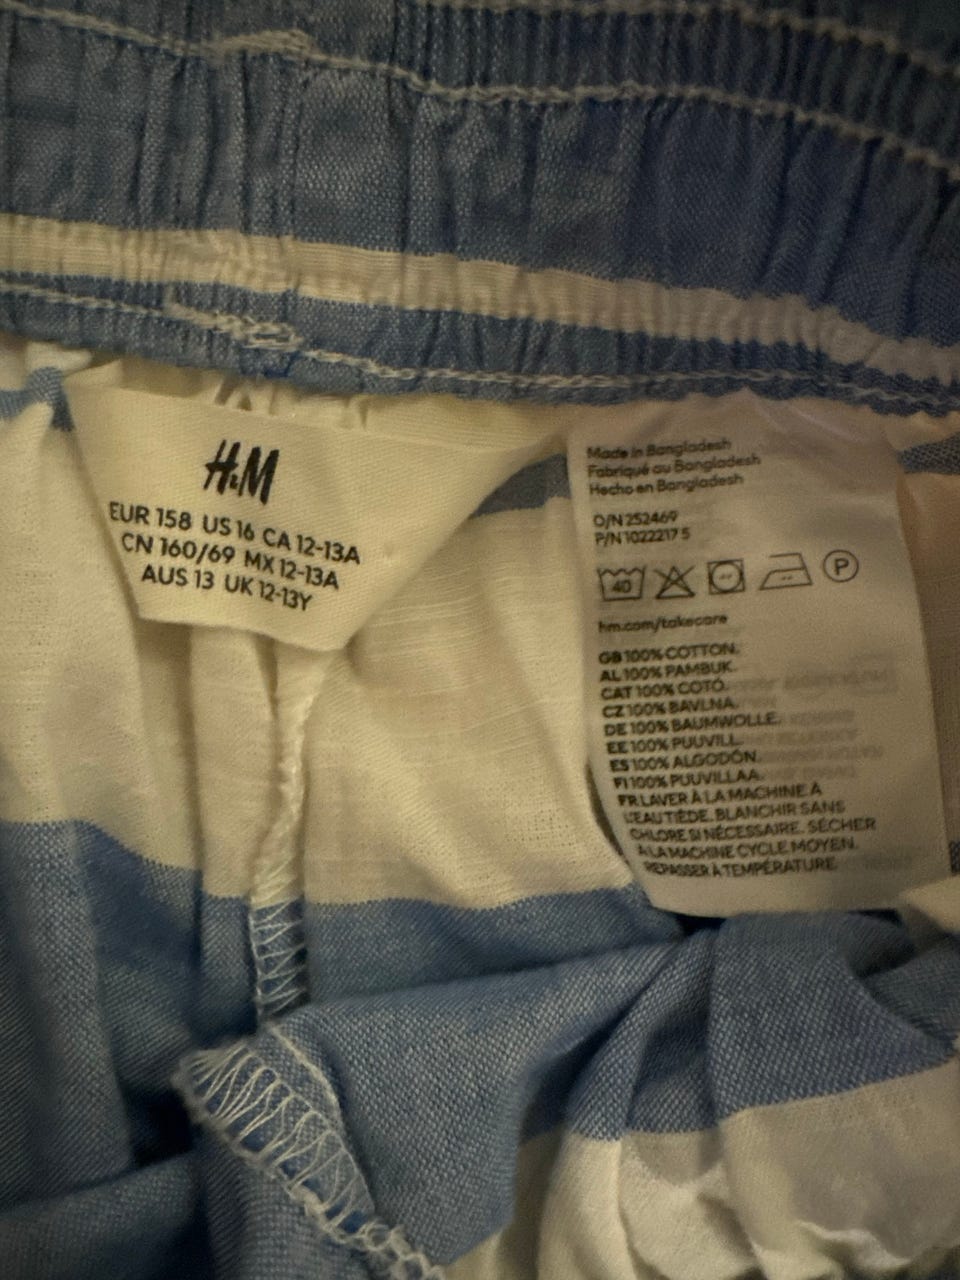 H&M
EUR 158 US 16 CA 12-13A
CN 160/69 MX 12-13A
AUS 13 UK 12-13Y
Made in Bangladesh
Fabriqué au Bangladesh
Hecho en Bangladesh
O/N 252469
P/N 1022217 5
40 P
hm.com/takecare
GB 100% COTTON.
AL 100% PAMBUK.
CAT 100% COTÓ.
CZ 100% BAVLNA.
DE 100% BAUMWOLLE.
EE 100% PUUVILL.
ES 100% ALGODÓN.
FI 100% PUUVILLAA.
FR LAVER À LA MACHINE À
L'EAU TIÈDE. BLANCHIR SANS
CHLORE SI NÉCESSAIRE. SÉCHER
À LA MACHINE CYCLE MOYEN.
REPASSER À TEMPÉRATURE